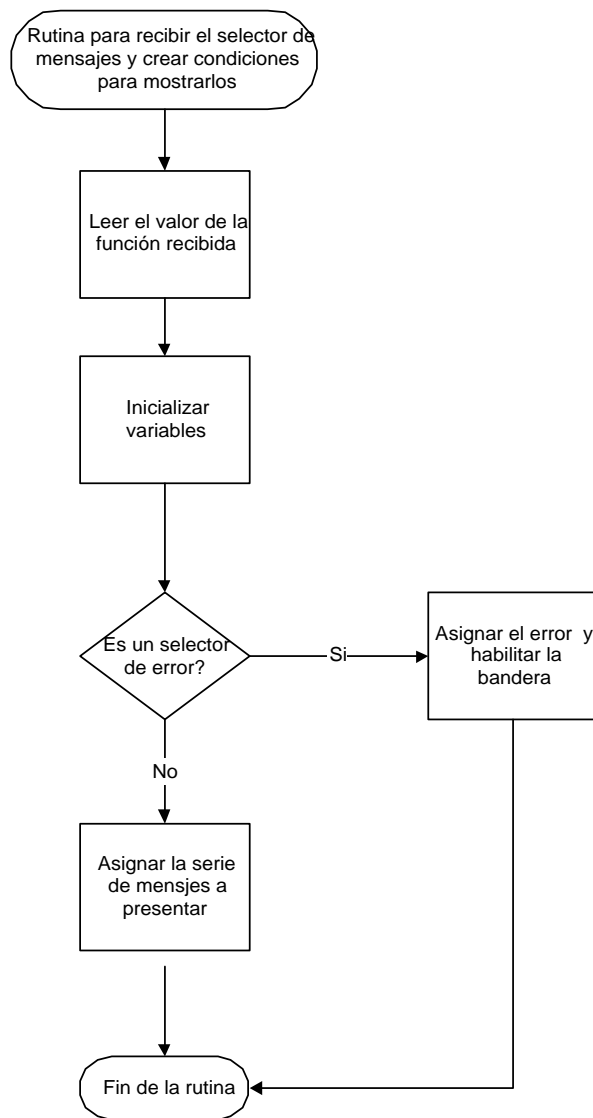 Rutina para recibir el selector de
mensajes y crear condiciones
para mostrarlos
Leer el valor de la
función recibida
Inicializar
variables
Es un selector
de error?
Si
Asignar el error y
habilitar la
bandera
No
Asignar la serie
de mensjes a
presentar
Fin de la rutina